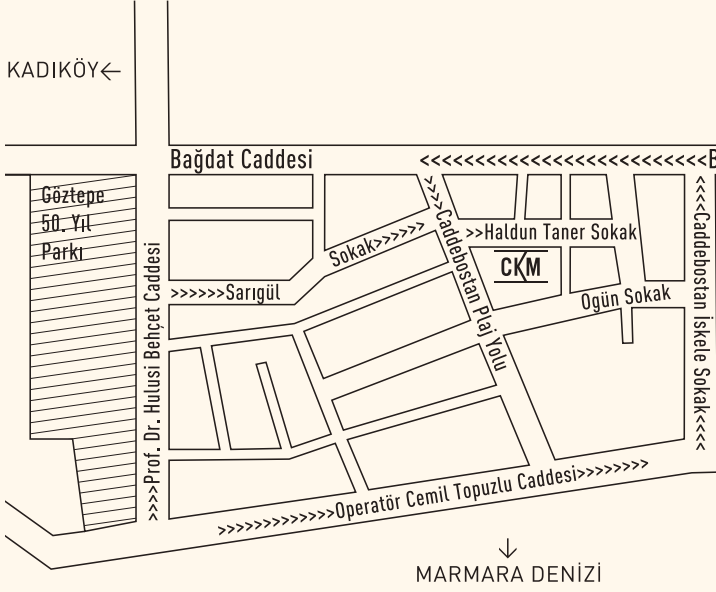 KADIKÖY←
Bağdat Caddesi
<<<<<<<<<<<<<<<<<<<<<<<<B
Göztepe
50. Yıl
Parkı
>>>>Caddebostan Plaj Yolu
>>Haldun Taner Sokak
Sokak>>>>>>
CKM
>>>>>>Sarıgül
Ogün Sokak
<<<<Caddebostan İskele Sokak<<<<
>>>>Prof. Dr. Hulusi Behçet Caddesi
>>>>>>>>>>>>>Operatör Cemil Topuzlu Caddesi>>>>>>>>
↓
MARMARA DENİZİ